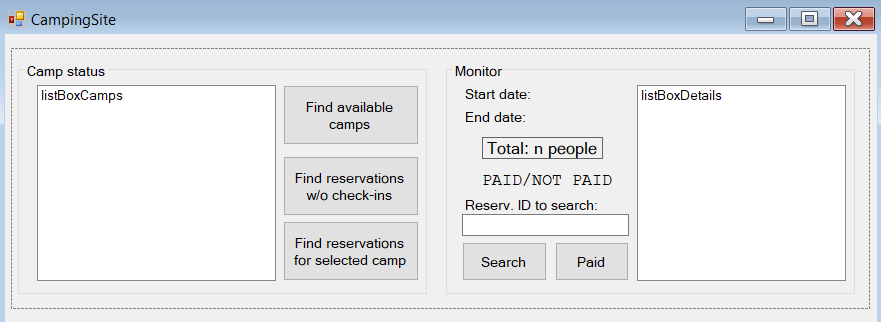 CampingSite
Camp status
listBoxCamps
Find available
camps
Find reservations
w/o check-ins
Find reservations
for selected camp
Monitor
Start date:
End date:
Total: n people
PAID/NOT PAID
Reserv. ID to search:
Search
Paid
listBoxDetails